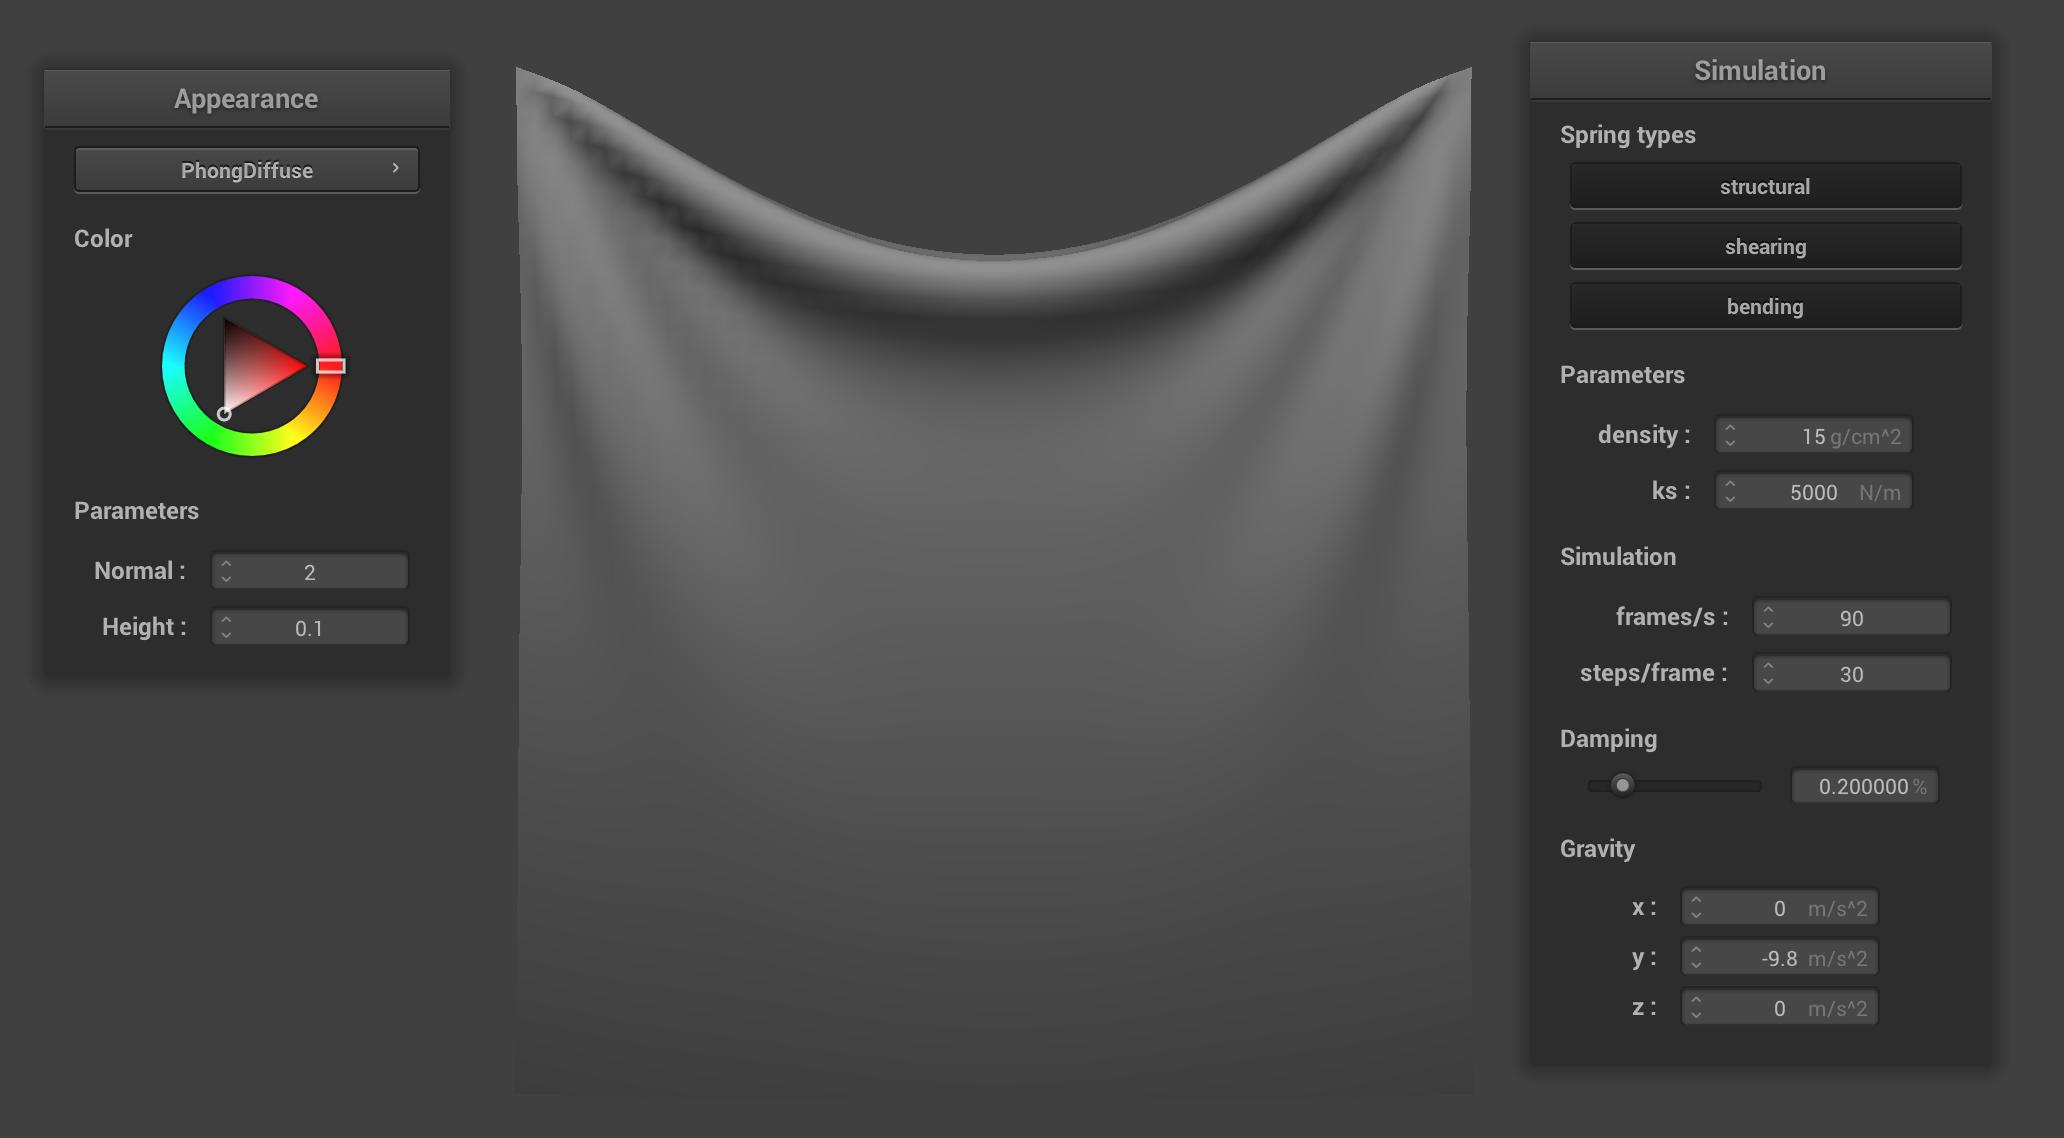 Appearance
PhongDiffuse
Color
Parameters
Normal : 2
Height : 0.1
Simulation
Spring types
structural
shearing
bending
Parameters
density : 15 g/cm^2
ks : 5000 N/m
Simulation
frames/s : 90
steps/frame : 30
Damping
0.200000 %
Gravity
x : 0 m/s^2
y : -9.8 m/s^2
z : 0 m/s^2